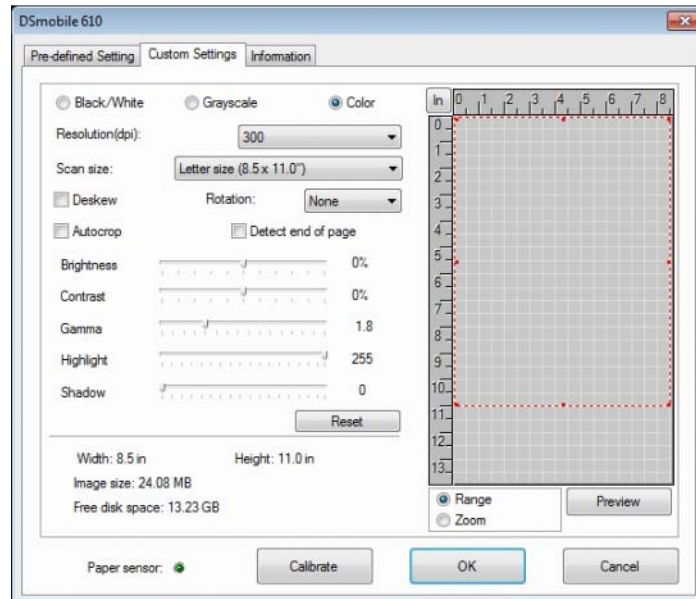 DSmobile 610
Pre-defined Setting Custom Settings Information
Black/White Grayscale Color
Resolution(dpi): 300
Scan size: Letter size (8.5 x 11.0")
Deskew Rotation: None
Autocrop Detect end of page
Brightness 0%
Contrast 0%
Gamma 1.8
Highlight 255
Shadow 0
Reset
Width: 8.5 in Height: 11.0 in
Image size: 24.08 MB
Free disk space: 13.23 GB
In 0 1 2 3 4 5 6 7 8
0
1
2
3
4
5
6
7
8
9
10
11
12
13
Range
Zoom
Preview
Paper sensor: Calibrate OK Cancel